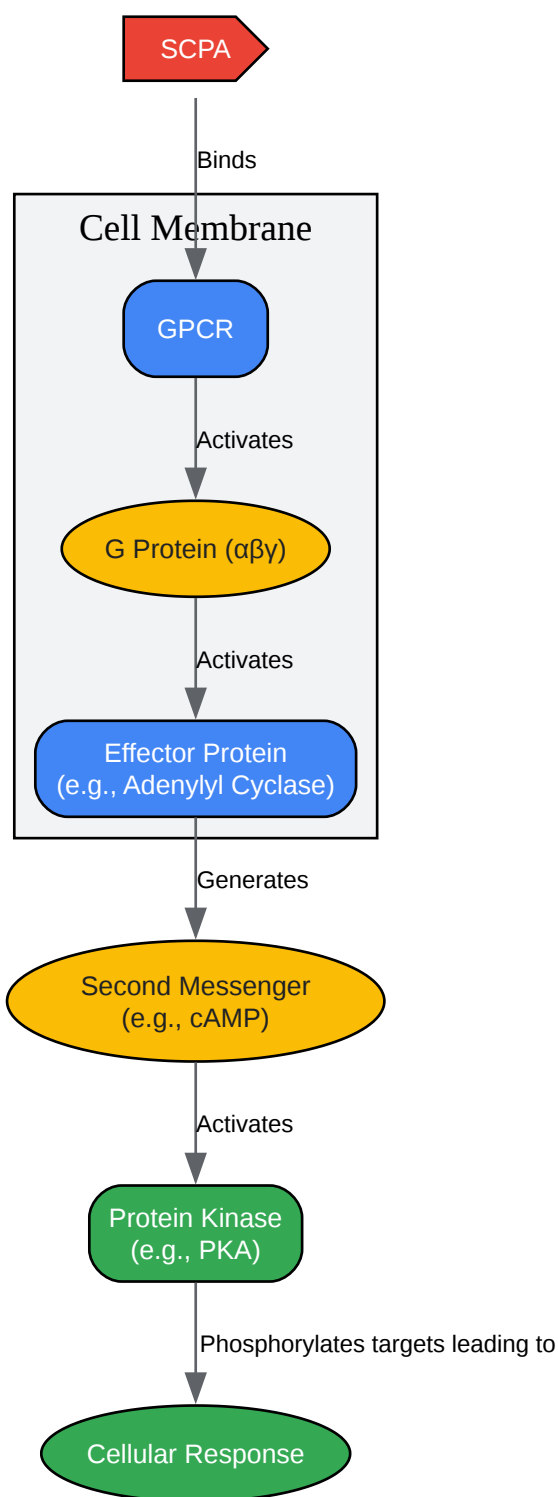 SCPA
Binds
Cell Membrane
GPCR
Activates
G Protein (αβγ)
Activates
Effector Protein
(e.g., Adenylyl Cyclase)
Generates
Second Messenger
(e.g., cAMP)
Activates
Protein Kinase
(e.g., PKA)
Phosphorylates targets leading to
Cellular Response